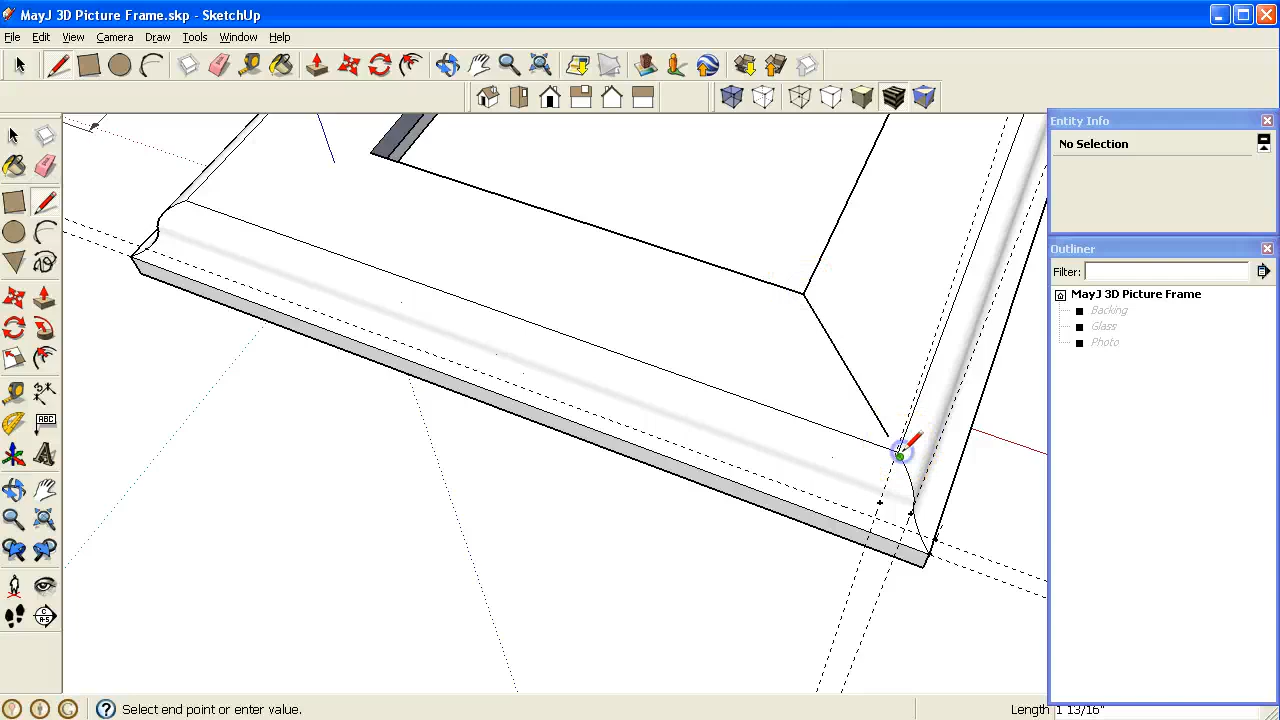 MayJ 3D Picture Frame.skp - SketchUp
File Edit View Camera Draw Tools Window Help
Entity Info
No Selection
Outliner
Filter:
MayJ 3D Picture Frame
Backing
Glass
Photo
ABC
Select end point or enter value.
Length 1 13/16"